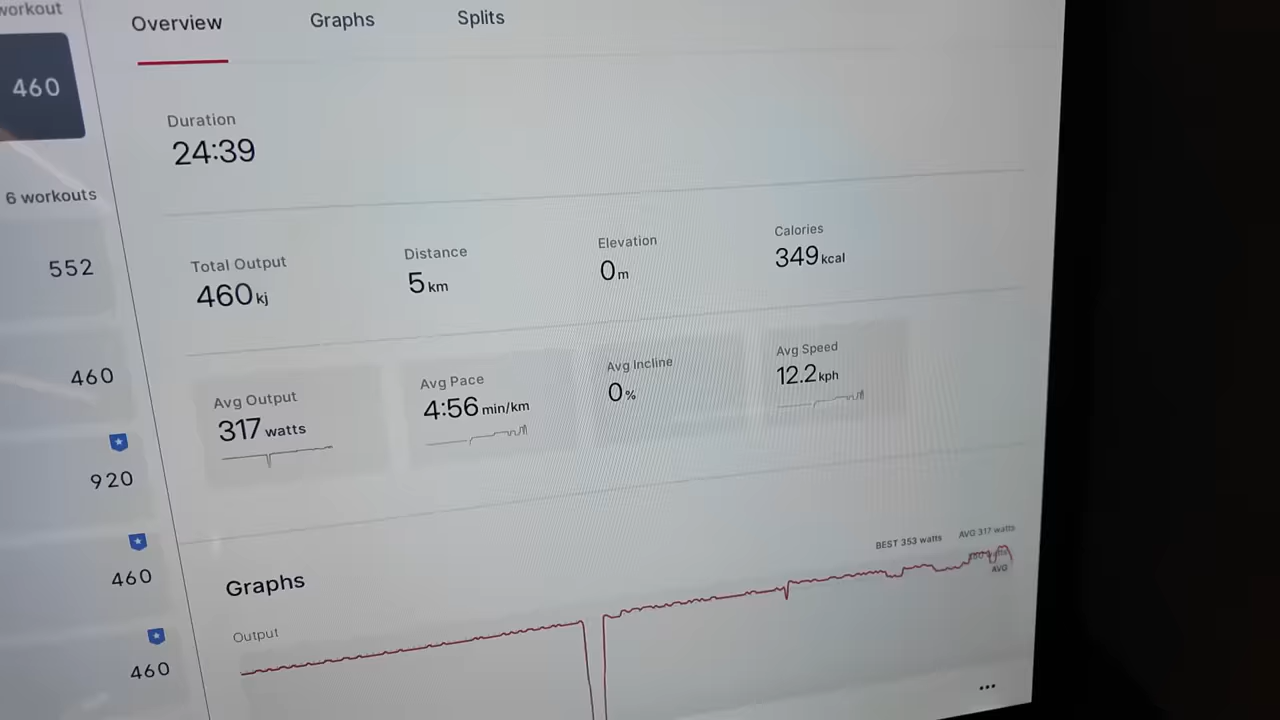 workout
460
6 workouts
552
460
920
460
460
Overview
Graphs
Splits
Duration
24:39
Total Output
460 kj
Distance
5 km
Elevation
0 m
Calories
349 kcal
Avg Output
317 watts
Avg Pace
4:56 min/km
Avg Incline
0 %
Avg Speed
12.2 kph
Graphs
Output
BEST 353 watts
AVG 317 watts
AVG
...